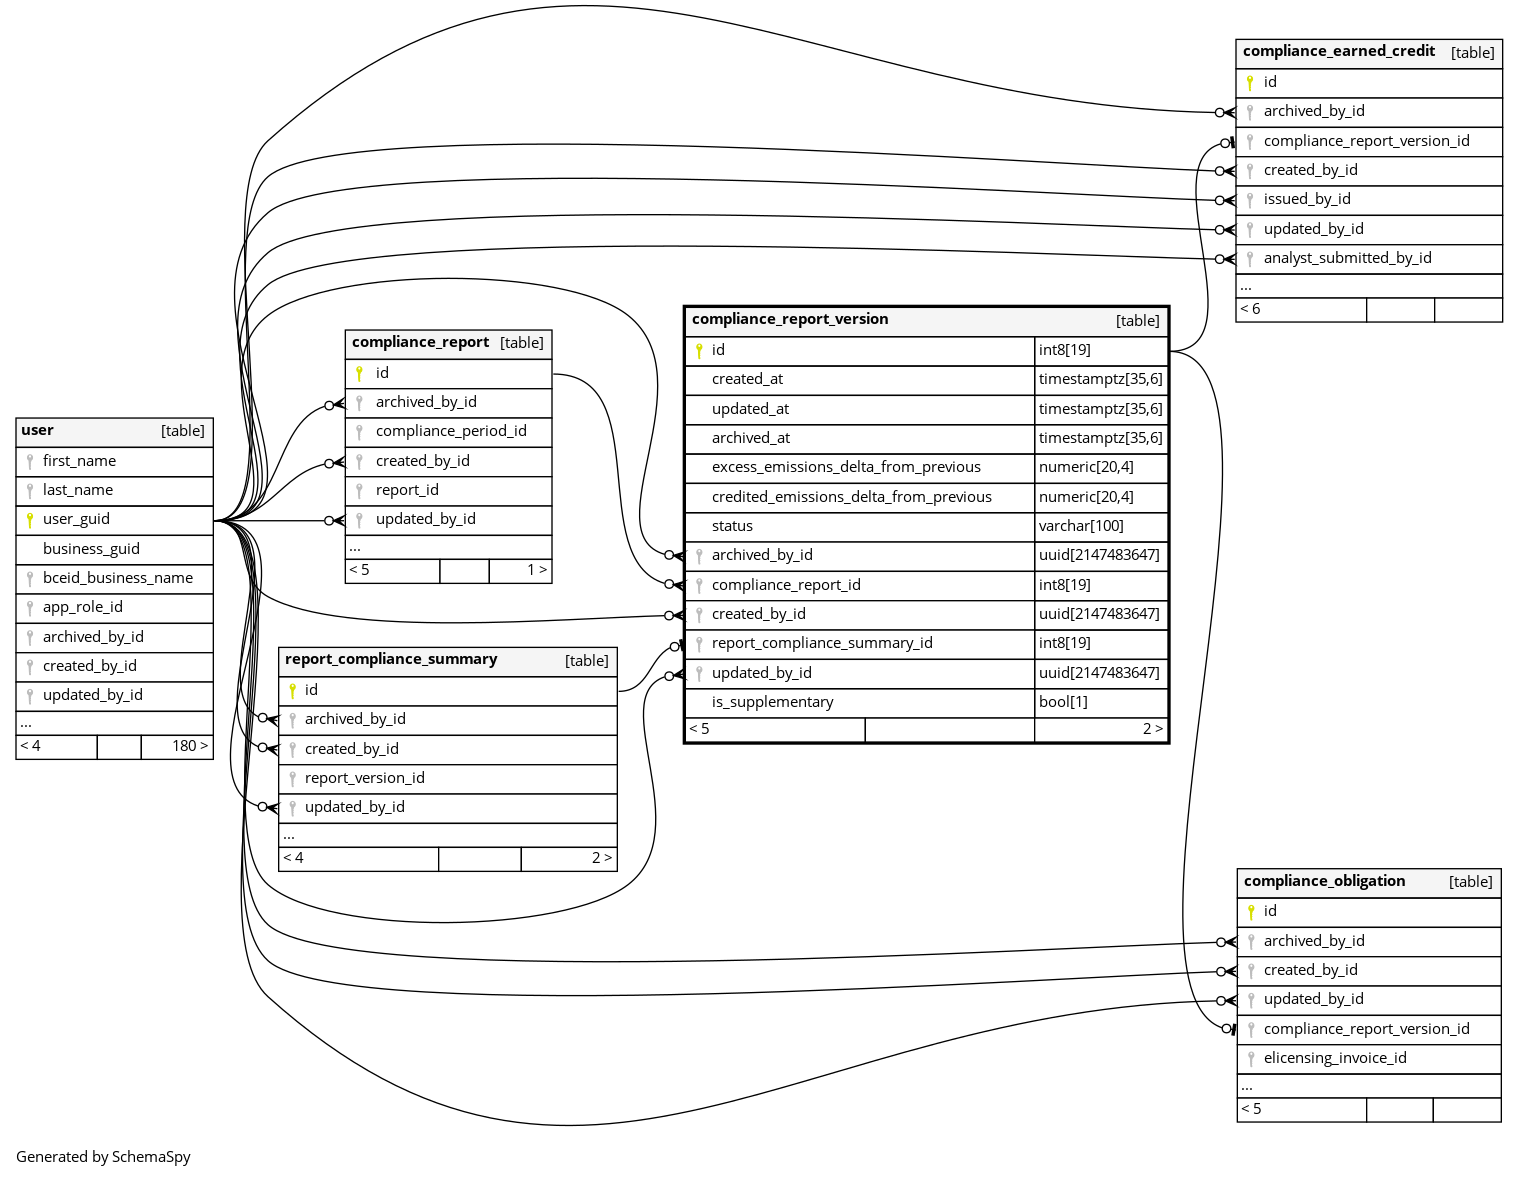 compliance_earned_credit [table]
id
archived_by_id
compliance_report_version_id
created_by_id
issued_by_id
updated_by_id
analyst_submitted_by_id
...
< 6
compliance_report_version [table]
id int8[19]
created_at timestamptz[35,6]
updated_at timestamptz[35,6]
archived_at timestamptz[35,6]
excess_emissions_delta_from_previous numeric[20,4]
credited_emissions_delta_from_previous numeric[20,4]
status varchar[100]
archived_by_id uuid[2147483647]
compliance_report_id int8[19]
created_by_id uuid[2147483647]
report_compliance_summary_id int8[19]
updated_by_id uuid[2147483647]
is_supplementary bool[1]
< 5 2 >
compliance_report [table]
id
archived_by_id
compliance_period_id
created_by_id
report_id
updated_by_id
...
< 5 1 >
user [table]
first_name
last_name
user_guid
business_guid
bceid_business_name
app_role_id
archived_by_id
created_by_id
updated_by_id
...
< 4 180 >
report_compliance_summary [table]
id
archived_by_id
created_by_id
report_version_id
updated_by_id
...
< 4 2 >
compliance_obligation [table]
id
archived_by_id
created_by_id
updated_by_id
compliance_report_version_id
elicensing_invoice_id
...
< 5
Generated by SchemaSpy